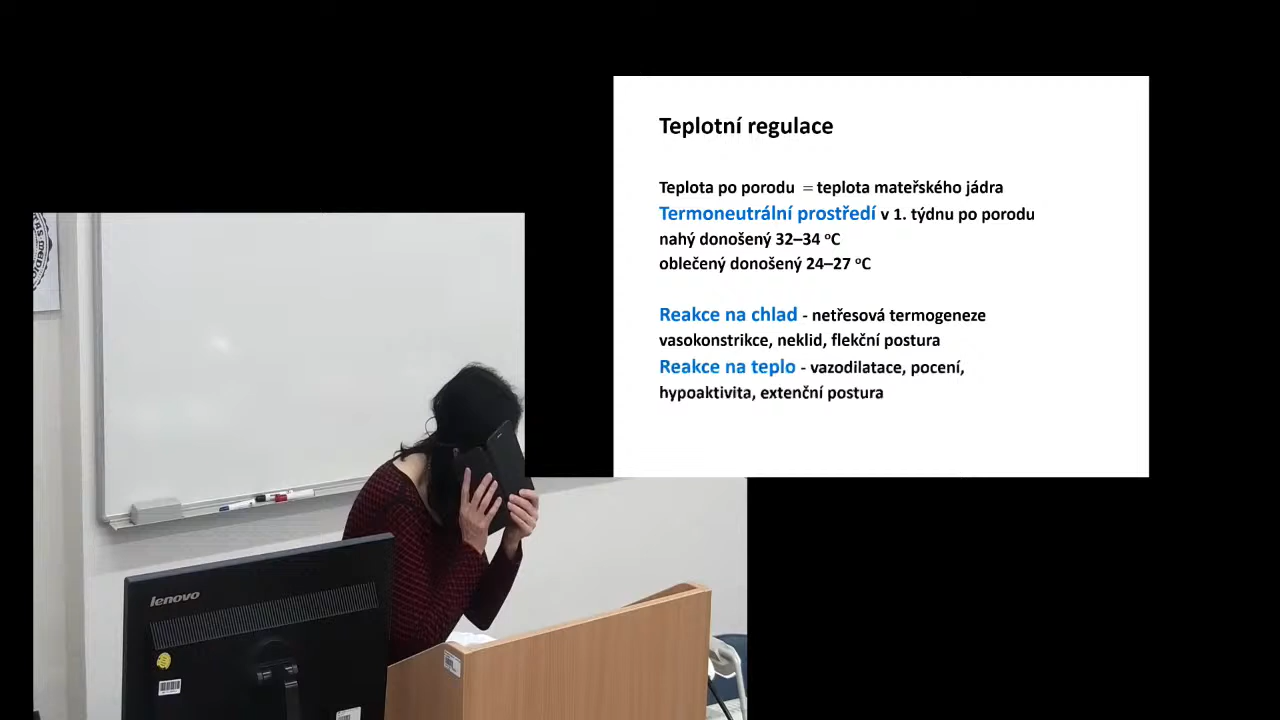 Teplotní regulace
Teplota po porodu = teplota mateřského jádra
Termoneutrální prostředí v 1. týdnu po porodu
nahý donošený 32–34 ºC
oblečený donošený 24–27 ºC
Reakce na chlad - netřesová termogeneze
vasokonstrikce, neklid, flekční postura
Reakce na teplo - vazodilatace, pocení,
hypoaktivita, extenční postura
lenovo